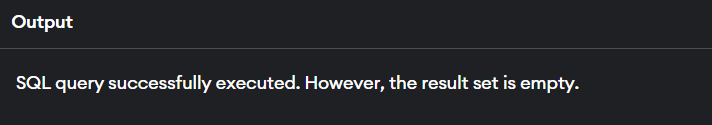 Output
SQL query successfully executed. However, the result set is empty.